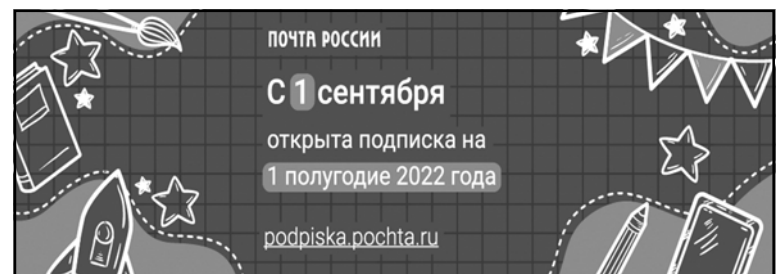 ПОЧТА РОССИИ
С 1 сентября
открыта подписка на
1 полугодие 2022 года
podpiska.pochta.ru